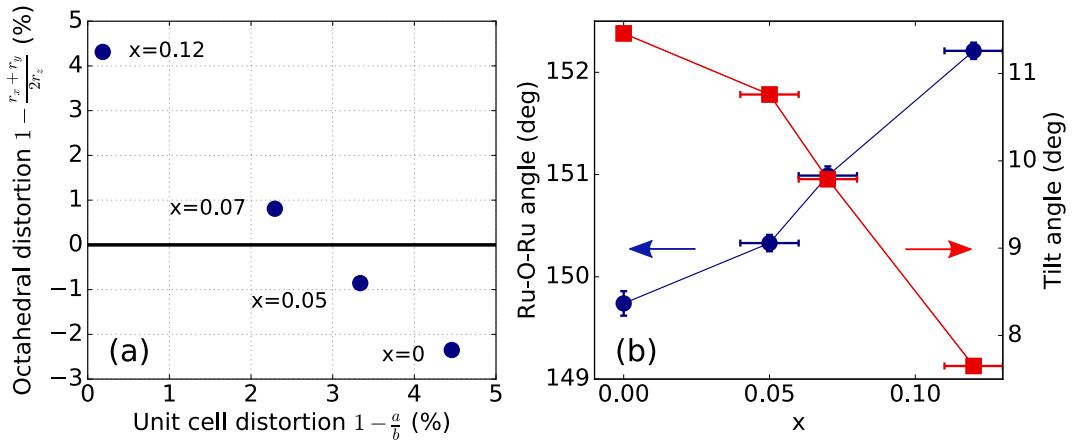 Octahedral distortion 1 − (r_x + r_y)/(2r_z) (%)
5
4
3
2
1
0
−1
−2
−3
x=0.12
x=0.07
x=0.05
x=0
(a)
0 1 2 3 4 5
Unit cell distortion 1 − a/b (%)
Ru-O-Ru angle (deg)
152
151
150
149
(b)
0.00 0.05 0.10
x
11
10
9
8
Tilt angle (deg)